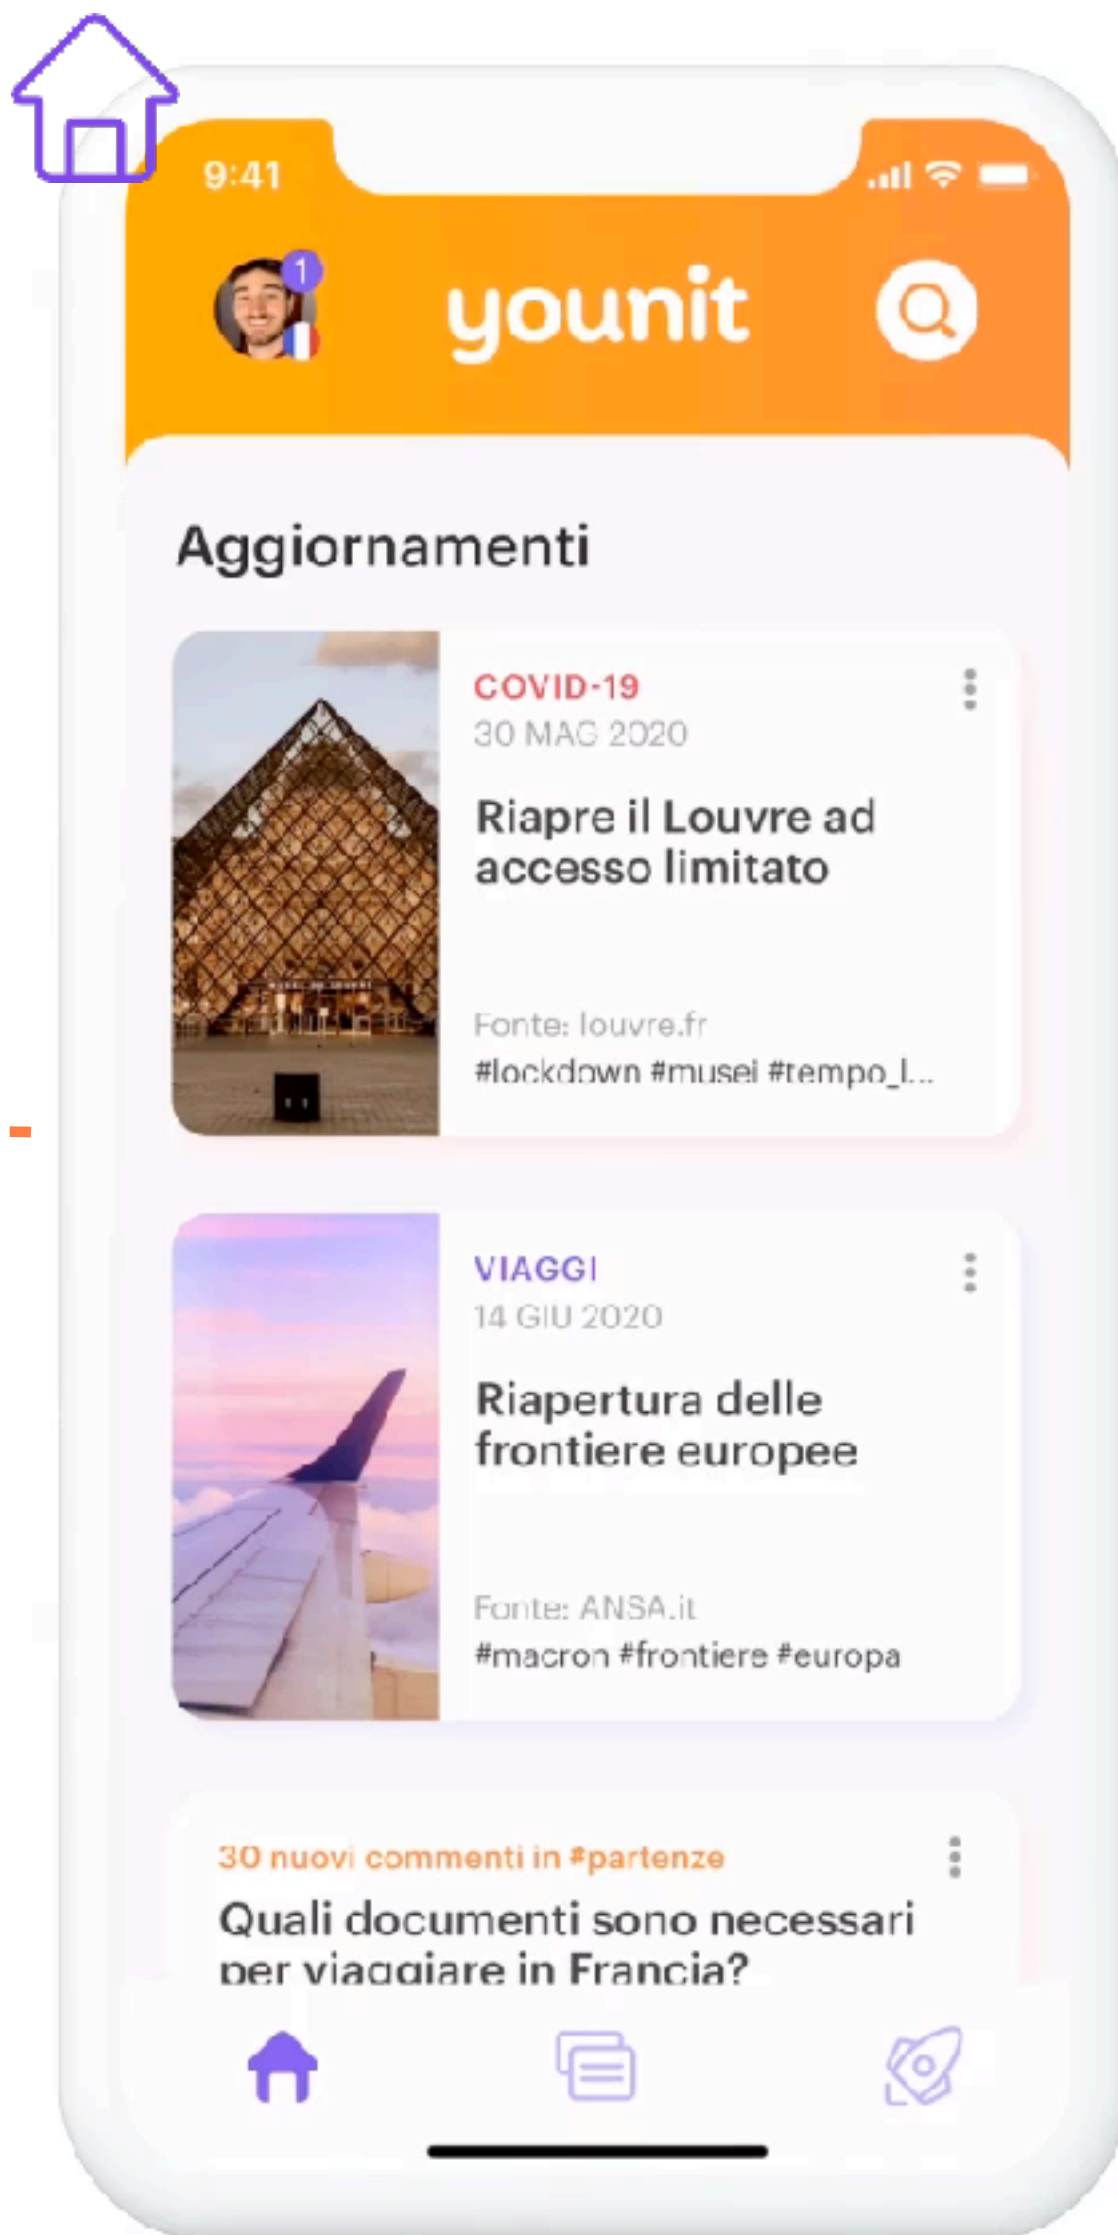 9:41
1
younit
Aggiornamenti
COVID-19
30 MAG 2020
Riapre il Louvre ad
accesso limitato
Fonte: louvre.fr
#lockdown #musei #tempo_l...
VIAGGI
14 GIU 2020
Riapertura delle
frontiere europee
Fonte: ANSA.it
#macron #frontiere #europa
30 nuovi commenti in #partenze
Quali documenti sono necessari
per viaggiare in Francia?